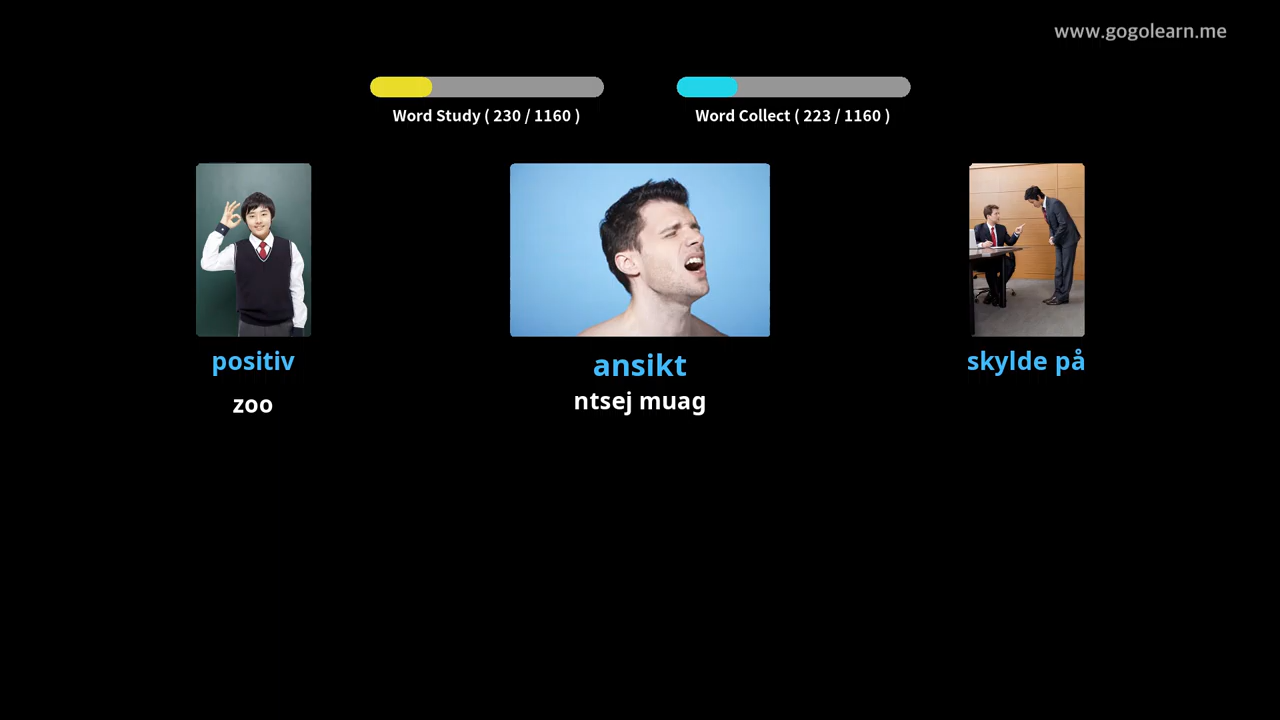 www.gogolearn.me
Word Study ( 230 / 1160 )
Word Collect ( 223 / 1160 )
positiv
zoo
ansikt
ntsej muag
skylde på